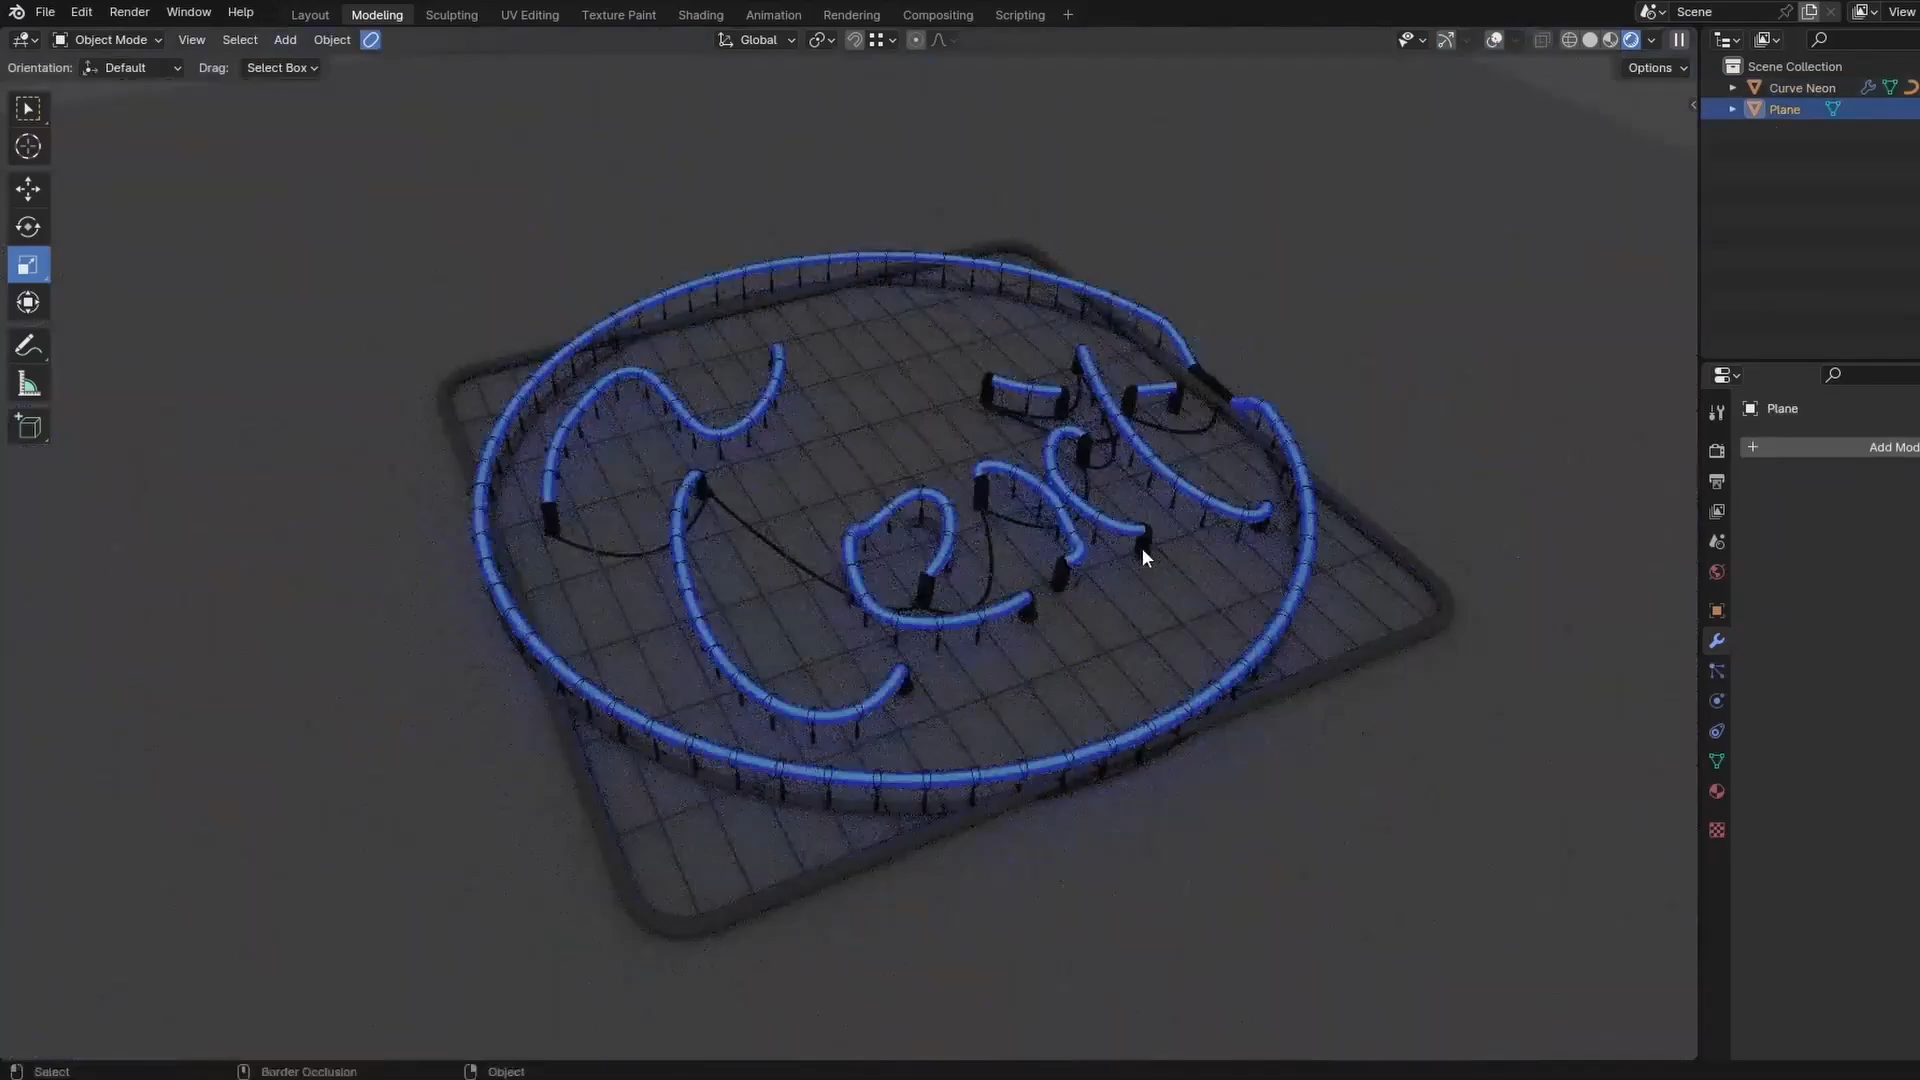 File Edit Render Window Help Layout Modeling Sculpting UV Editing Texture Paint Shading Animation Rendering Compositing Scripting + Scene View
Object Mode View Select Add Object Global
Orientation: Default Drag: Select Box Options
Scene Collection
Curve Neon
Plane
Plane
+ Add Mod
Select Border Occlusion Object